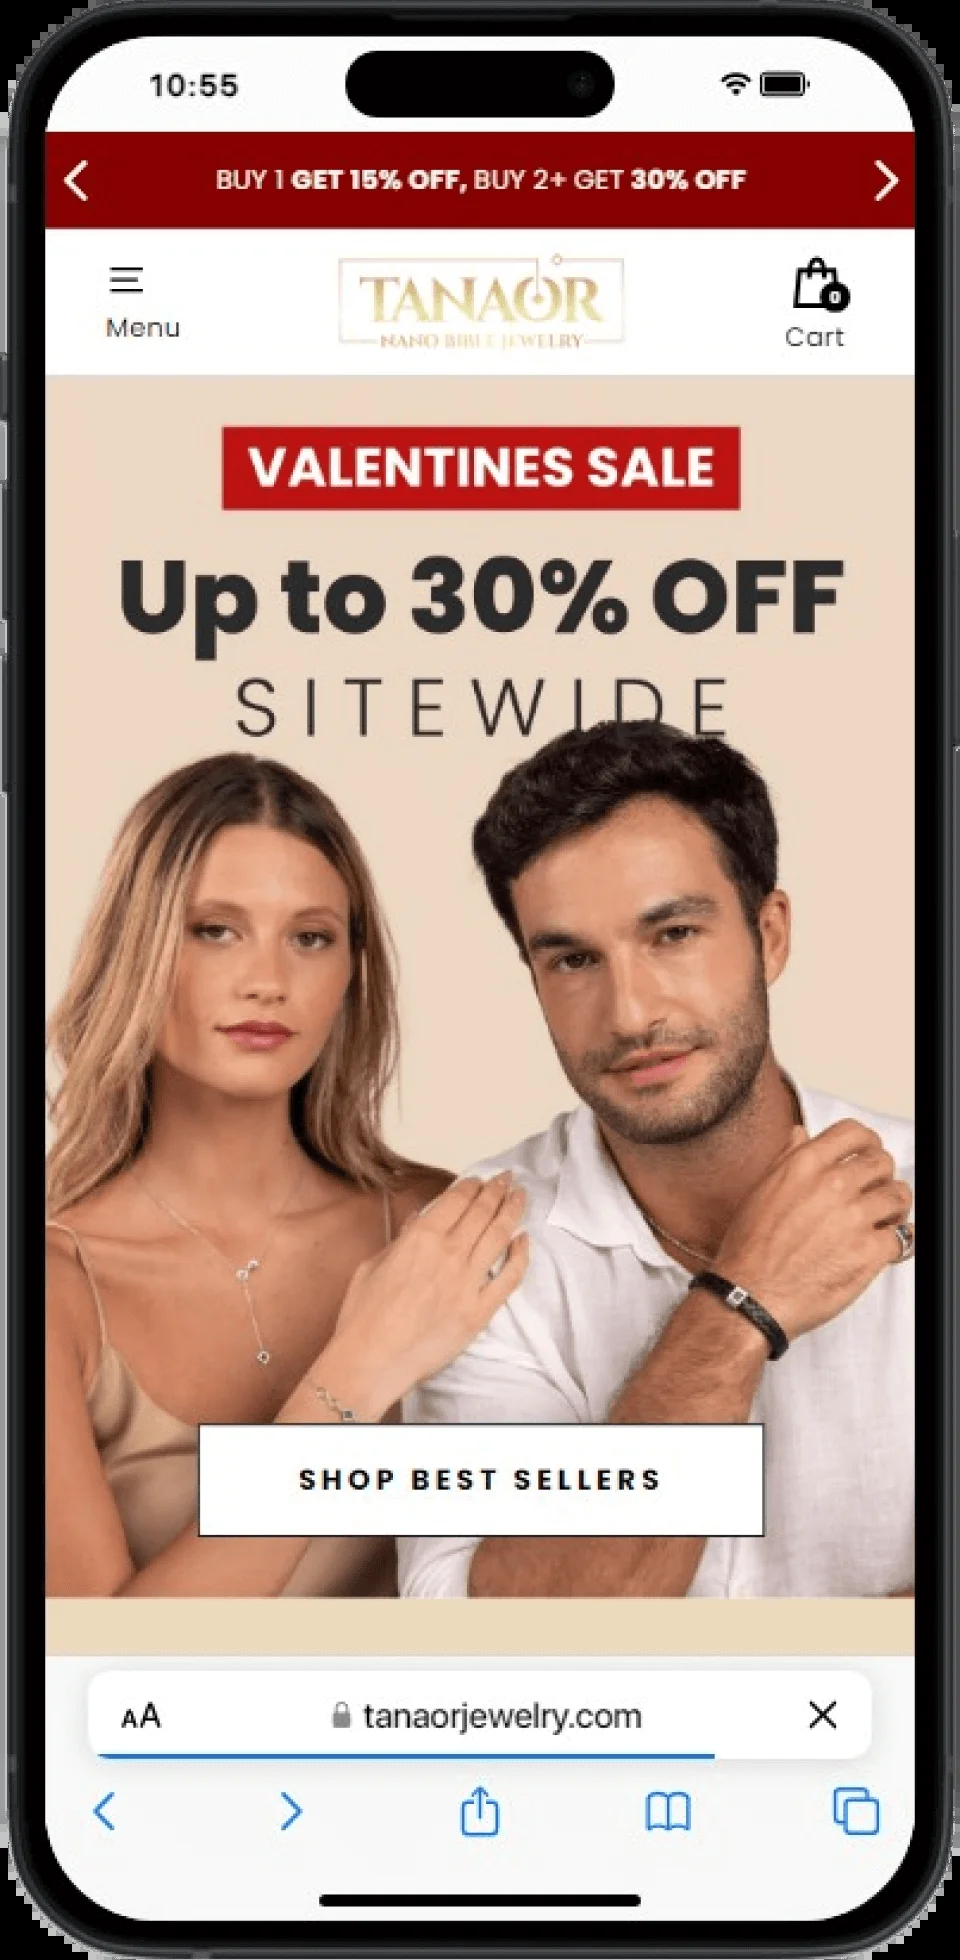 10:55
BUY 1 GET 15% OFF, BUY 2+ GET 30% OFF
Menu
TANAOR
NANO BIBLE JEWELRY
0
Cart
VALENTINES SALE
Up to 30% OFF
SITEWIDE
SHOP BEST SELLERS
AA
tanaorjewelry.com